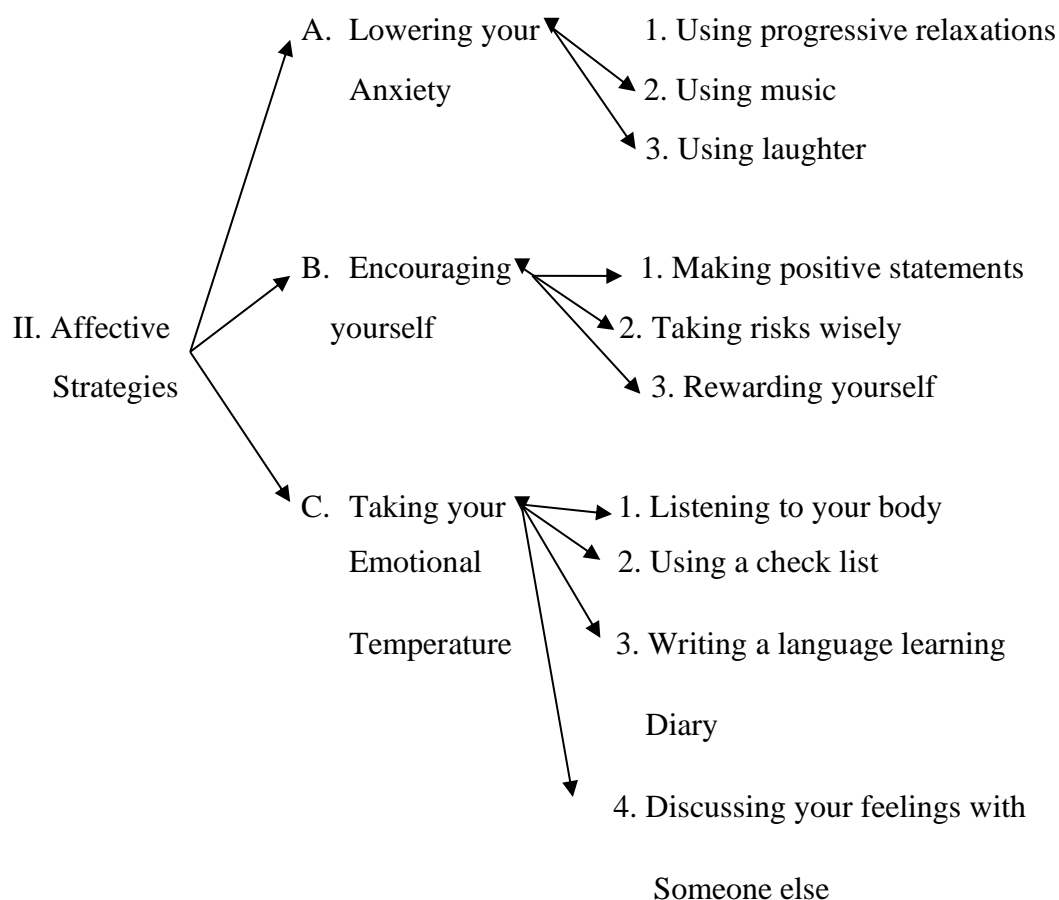 A. Lowering your
Anxiety
1. Using progressive relaxations
2. Using music
3. Using laughter
II. Affective
Strategies
B. Encouraging
yourself
1. Making positive statements
2. Taking risks wisely
3. Rewarding yourself
C. Taking your
Emotional
Temperature
1. Listening to your body
2. Using a check list
3. Writing a language learning
Diary
4. Discussing your feelings with
Someone else